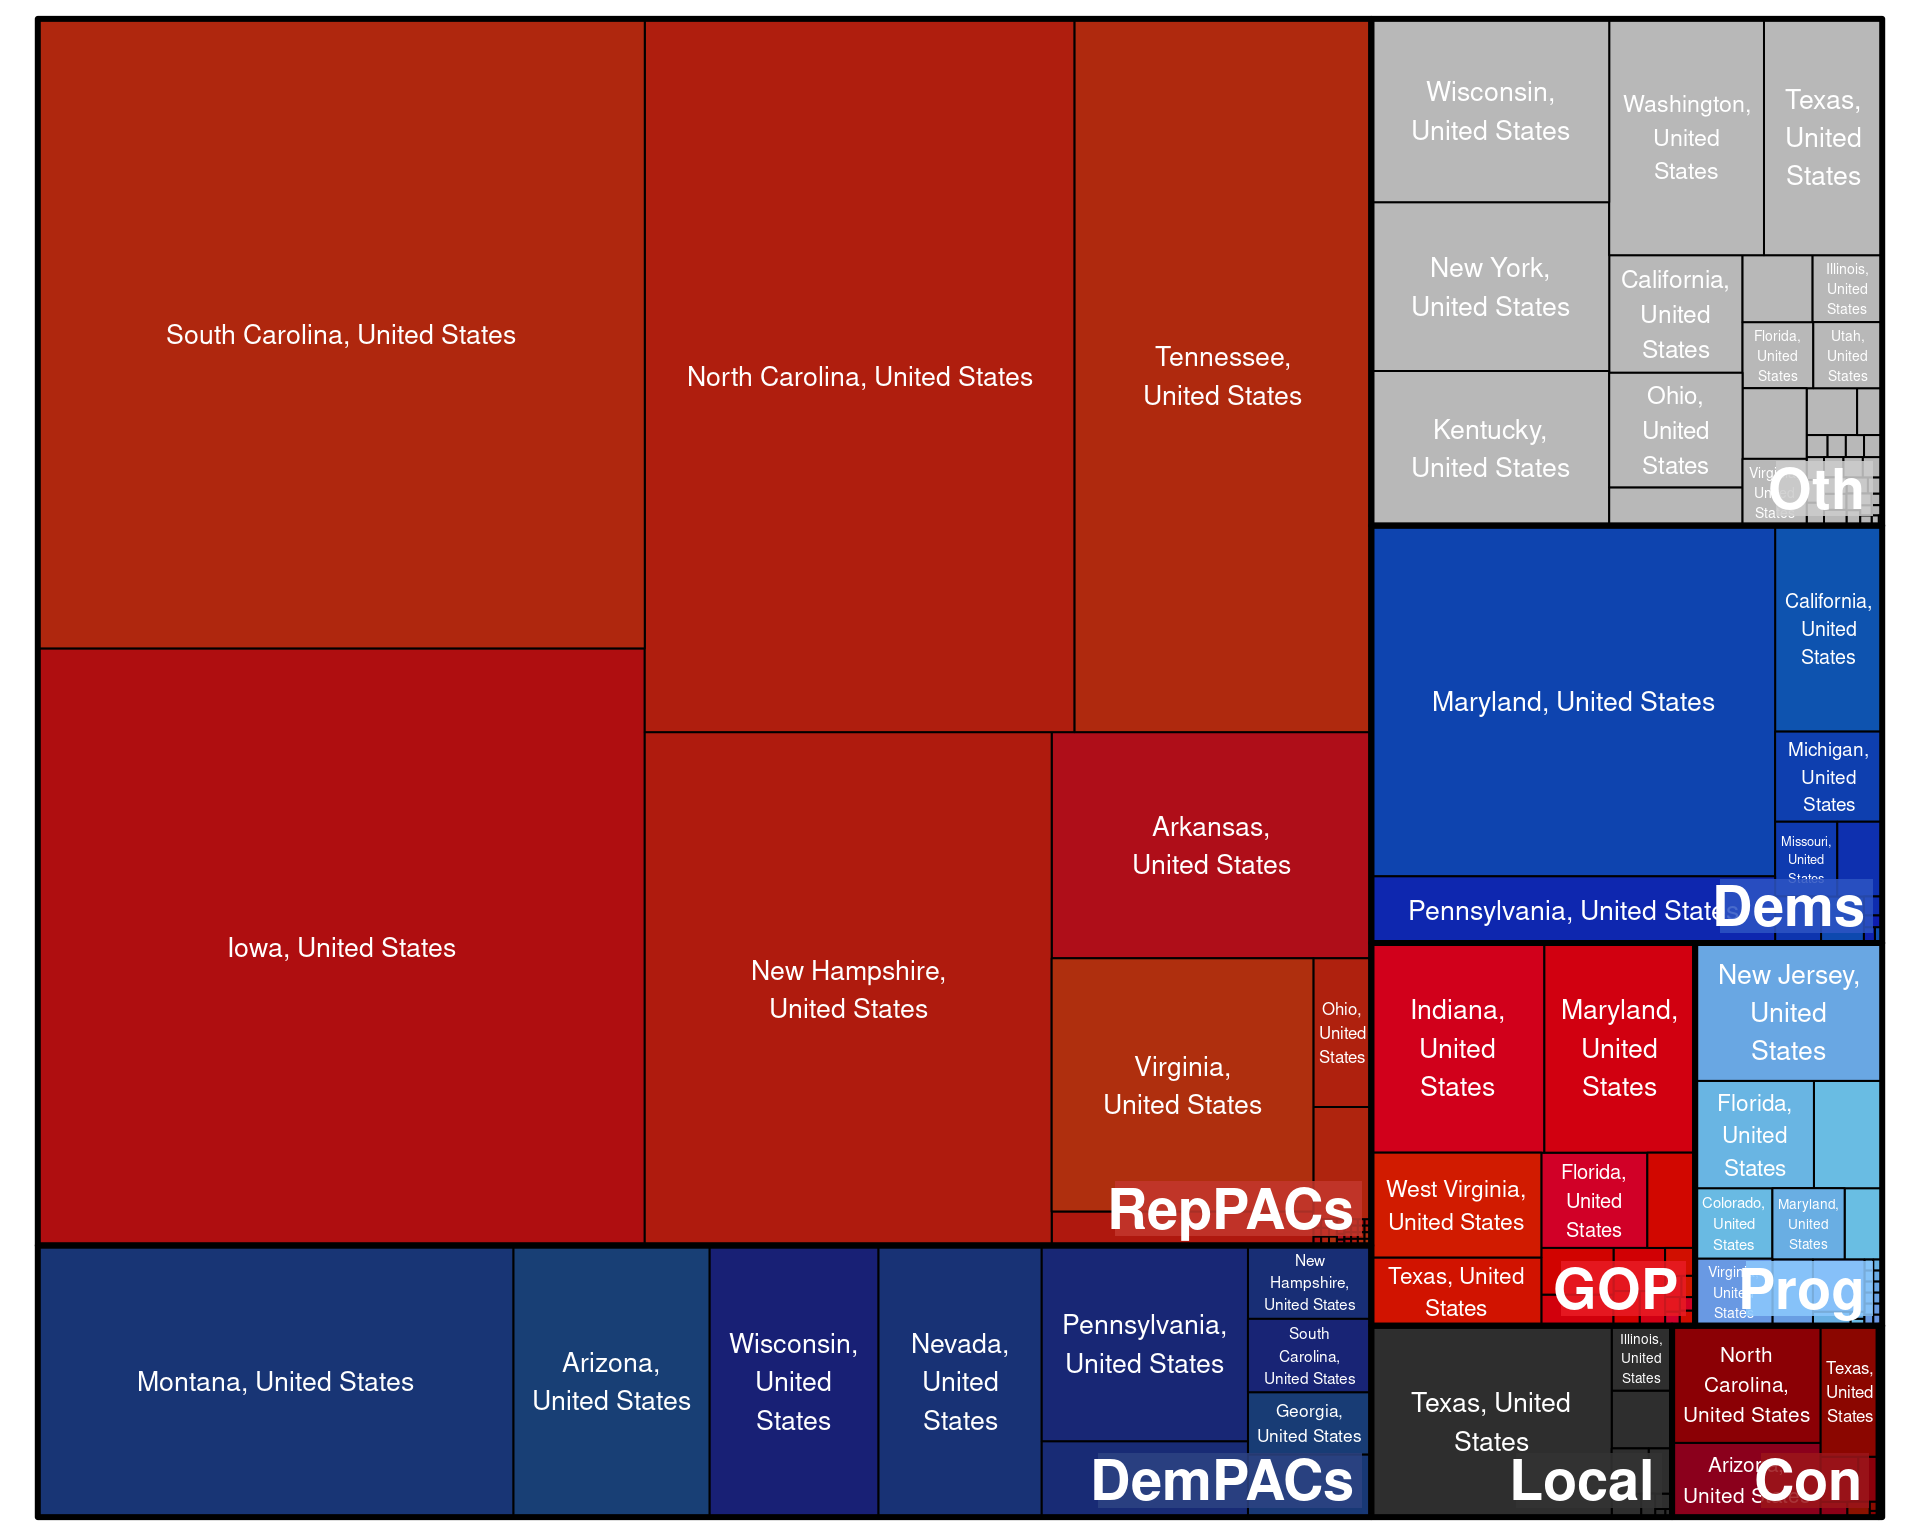 South Carolina, United States
North Carolina, United States
Tennessee,
United States
Iowa, United States
New Hampshire,
United States
Arkansas,
United States
Virginia,
United States
Ohio,
United
States
RepPACs
Montana, United States
Arizona,
United States
Wisconsin,
United
States
Nevada,
United
States
Pennsylvania,
United States
New
Hampshire,
United States
South
Carolina,
United States
Georgia,
United States
DemPACs
Wisconsin,
United States
Washington,
United
States
Texas,
United
States
New York,
United States
California,
United
States
Illinois,
United
States
Florida,
United
States
Utah,
United
States
Kentucky,
United States
Ohio,
United
States
Oth
Maryland, United States
California,
United
States
Michigan,
United
States
Missouri,
United
States
Pennsylvania, United States
Dems
Indiana,
United
States
Maryland,
United
States
West Virginia,
United States
Florida,
United
States
Texas, United
States
GOP
New Jersey,
United
States
Florida,
United
States
Colorado,
United
States
Maryland,
United
States
Prog
Texas, United
States
Illinois,
United
States
Local
North
Carolina,
United States
Texas,
United
States
Arizona,
United States
Con